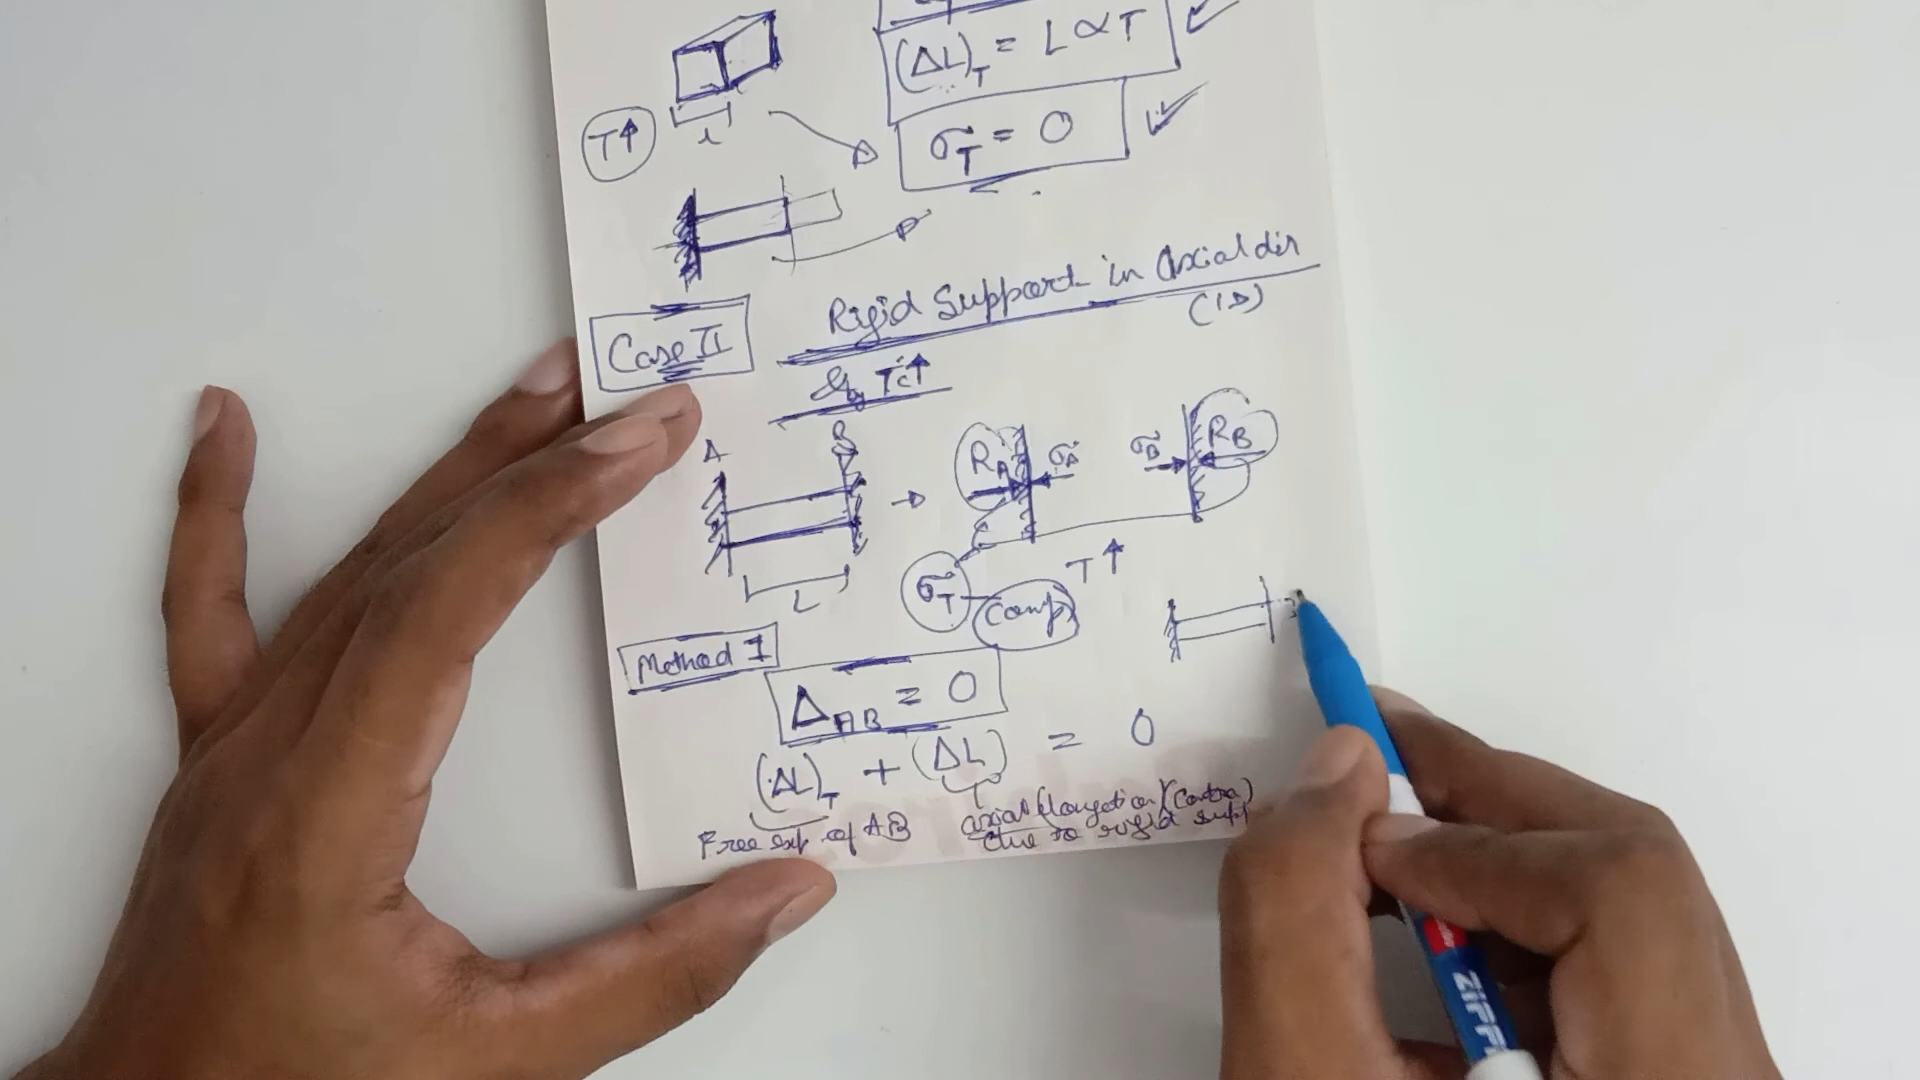 (ΔL)T = L∝T
T↑
σT = 0
Case II
Rigid Support in axial dir
(1D)
T↑
A B
RA σA σB RB
L
σT comp T↑
Method I
ΔAB = 0
(ΔL)T + (ΔL) = 0
Free exp of AB
axial Elongation/(Contra)
due to rigid supp
ZIPP